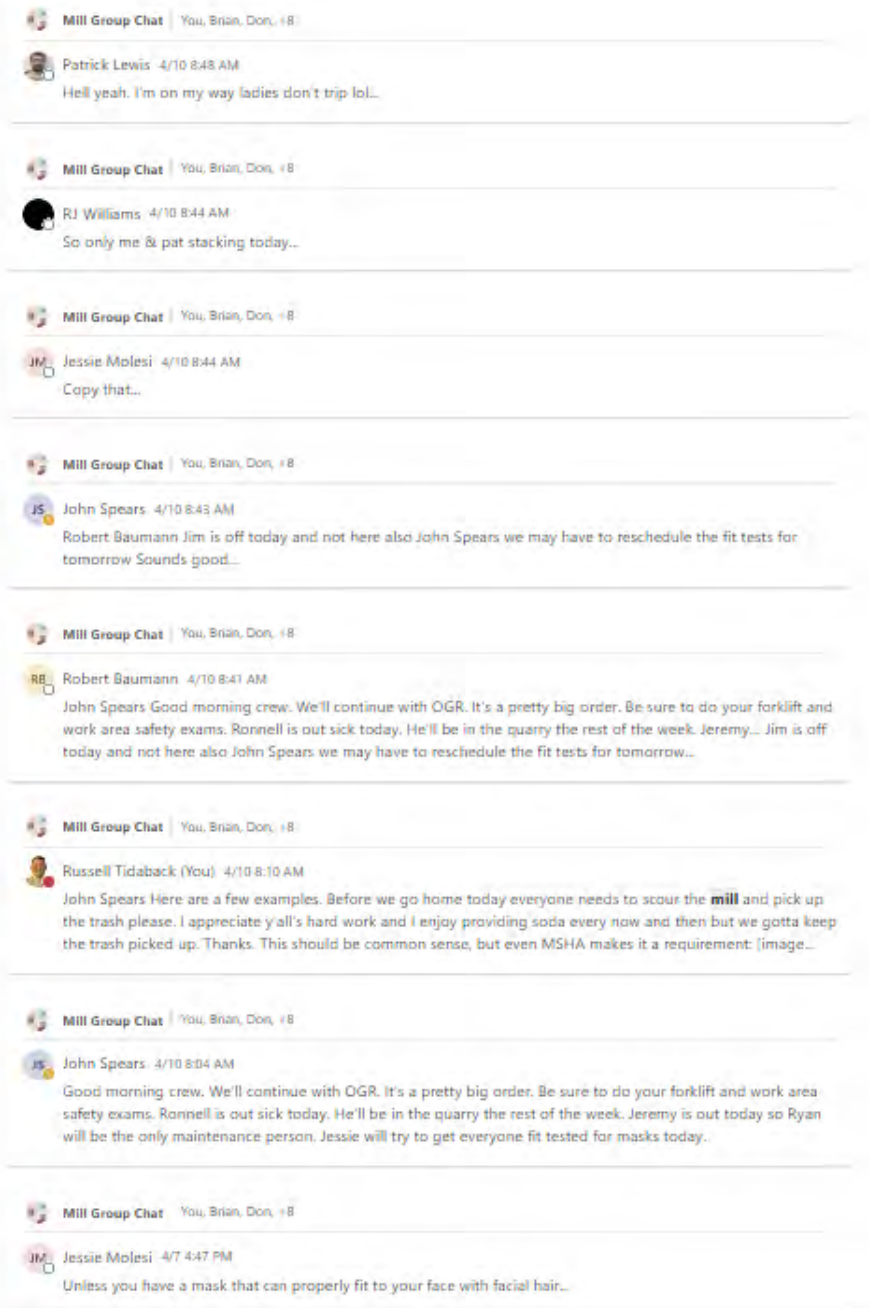 Mill Group Chat | You, Brian, Don, +8
Patrick Lewis 4/10 8:48 AM
Hell yeah. I'm on my way ladies don't trip lol...
Mill Group Chat | You, Brian, Don, +8
RJ Williams 4/10 8:44 AM
So only me & pat stacking today...
Mill Group Chat | You, Brian, Don, +8
JM Jessie Molesi 4/10 8:44 AM
Copy that...
Mill Group Chat | You, Brian, Don, +8
JS John Spears 4/10 8:43 AM
Robert Baumann Jim is off today and not here also John Spears we may have to reschedule the fit tests for
tomorrow Sounds good...
Mill Group Chat | You, Brian, Don, +8
RB Robert Baumann 4/10 8:41 AM
John Spears Good morning crew. We'll continue with OGR. It's a pretty big order. Be sure to do your forklift and
work area safety exams. Ronnell is out sick today. He'll be in the quarry the rest of the week. Jeremy... Jim is off
today and not here also John Spears we may have to reschedule the fit tests for tomorrow...
Mill Group Chat | You, Brian, Don, +8
Russell Tidaback (You) 4/10 8:10 AM
John Spears Here are a few examples. Before we go home today everyone needs to scour the mill and pick up
the trash please. I appreciate y'all's hard work and I enjoy providing soda every now and then but we gotta keep
the trash picked up. Thanks. This should be common sense, but even MSHA makes it a requirement: [image...
Mill Group Chat | You, Brian, Don, +8
JS John Spears 4/10 8:04 AM
Good morning crew. We'll continue with OGR. It's a pretty big order. Be sure to do your forklift and work area
safety exams. Ronnell is out sick today. He'll be in the quarry the rest of the week. Jeremy is out today so Ryan
will be the only maintenance person. Jessie will try to get everyone fit tested for masks today.
Mill Group Chat You, Brian, Don, +8
JM Jessie Molesi 4/7 4:47 PM
Unless you have a mask that can properly fit to your face with facial hair...